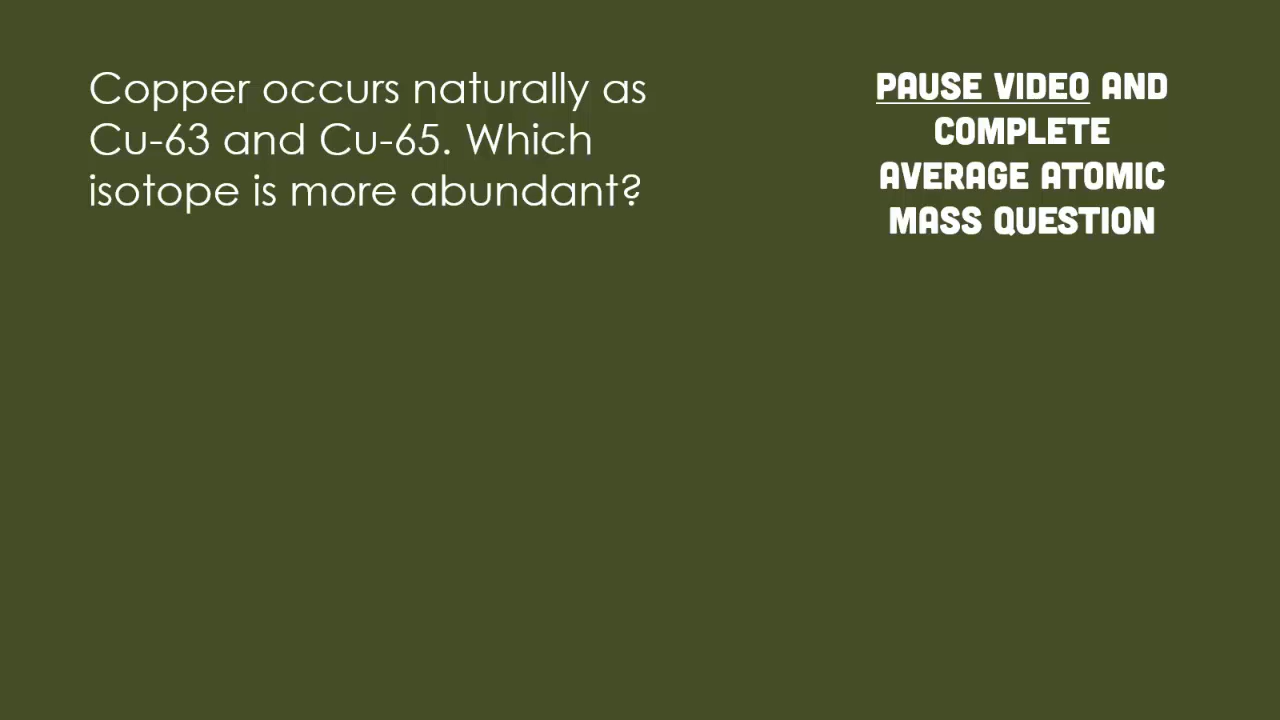 Copper occurs naturally as
Cu-63 and Cu-65. Which
isotope is more abundant?
PAUSE VIDEO AND
COMPLETE
AVERAGE ATOMIC
MASS QUESTION